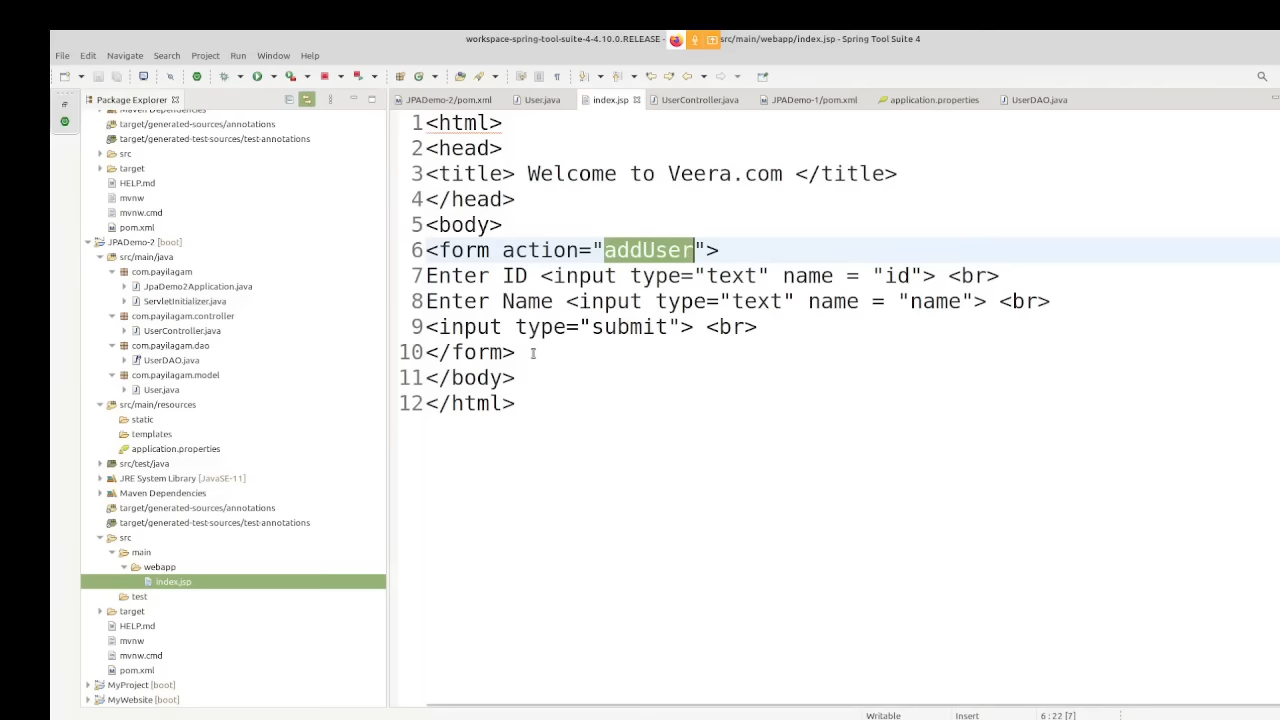 workspace-spring-tool-suite-4-4.10.0.RELEASE - src/main/webapp/index.jsp - Spring Tool Suite 4
File Edit Navigate Search Project Run Window Help
Package Explorer
JPADemo-2/pom.xml User.java index.jsp UserController.java JPADemo-1/pom.xml application.properties UserDAO.java
Maven Dependencies
target/generated-sources/annotations
target/generated-test-sources/test-annotations
src
target
HELP.md
mvnw
mvnw.cmd
pom.xml
JPADemo-2 [boot]
src/main/java
com.payilagam
JpaDemo2Application.java
ServletInitializer.java
com.payilagam.controller
UserController.java
com.payilagam.dao
UserDAO.java
com.payilagam.model
User.java
src/main/resources
static
templates
application.properties
src/test/java
JRE System Library [JavaSE-11]
Maven Dependencies
target/generated-sources/annotations
target/generated-test-sources/test-annotations
src
main
webapp
index.jsp
test
target
HELP.md
mvnw
mvnw.cmd
pom.xml
MyProject [boot]
MyWebsite [boot]
1 <html>
2 <head>
3 <title> Welcome to Veera.com </title>
4 </head>
5 <body>
6 <form action="addUser">
7 Enter ID <input type="text" name = "id"> <br>
8 Enter Name <input type="text" name = "name"> <br>
9 <input type="submit"> <br>
10 </form>
11 </body>
12 </html>
Writable Insert 6 : 22 [7]